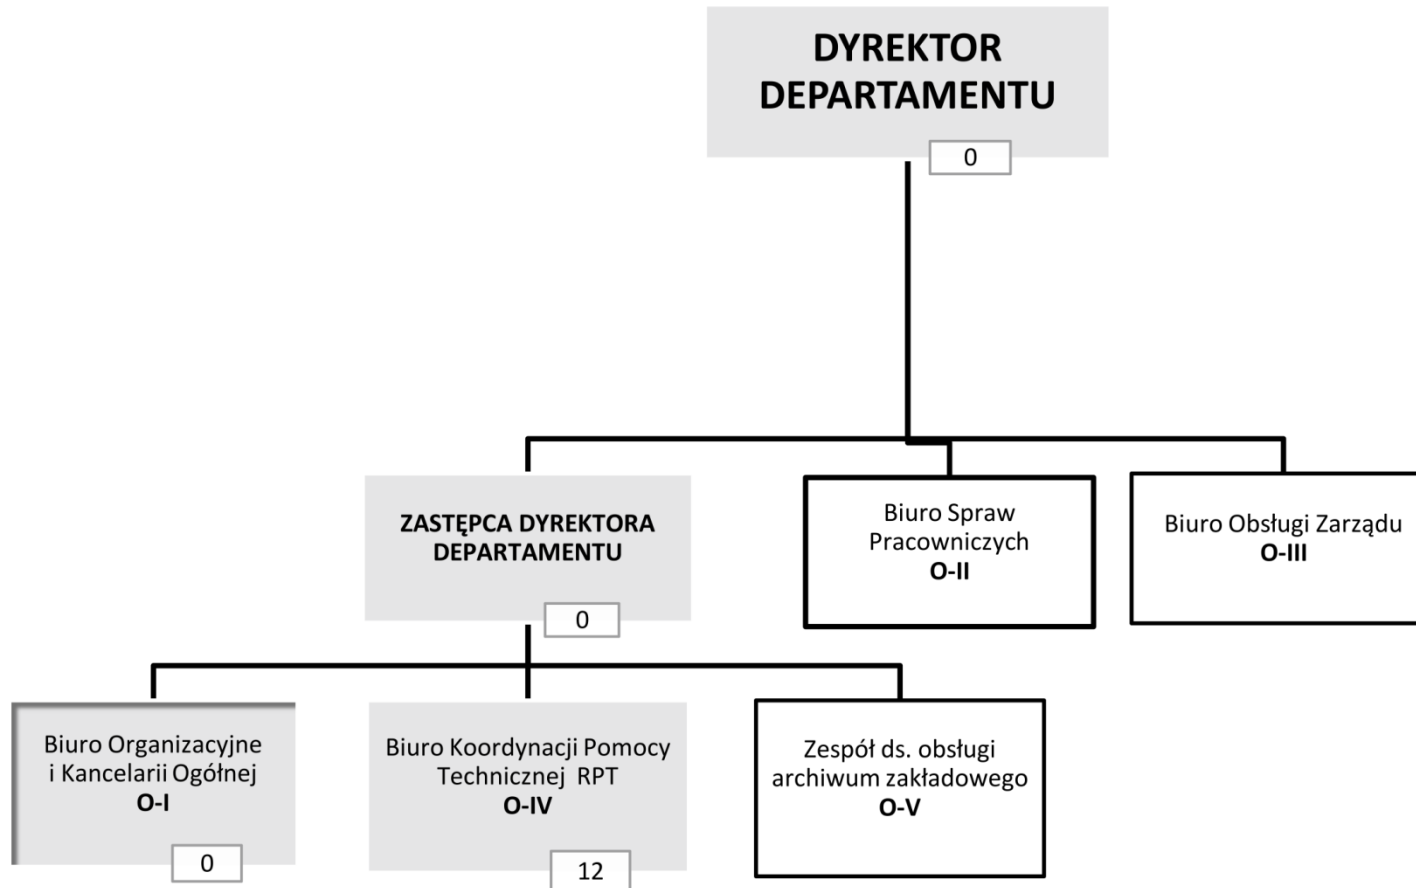 DYREKTOR
DEPARTAMENTU
0
ZASTĘPCA DYREKTORA
DEPARTAMENTU
0
Biuro Spraw
Pracowniczych
O-II
Biuro Obsługi Zarządu
O-III
Biuro Organizacyjne
i Kancelarii Ogólnej
O-I
0
Biuro Koordynacji Pomocy
Technicznej RPT
O-IV
12
Zespół ds. obsługi
archiwum zakładowego
O-V